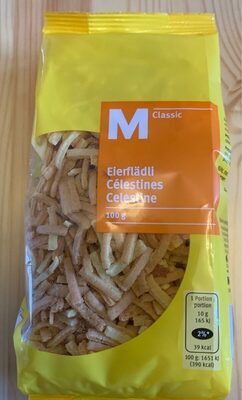 M Classic
Eierflädli
Célestines
Celestine
100 g
1 Portion
portion
10 g
165 kJ
2%*
39 kcal
100 g: 1651 kJ
(390 kcal)